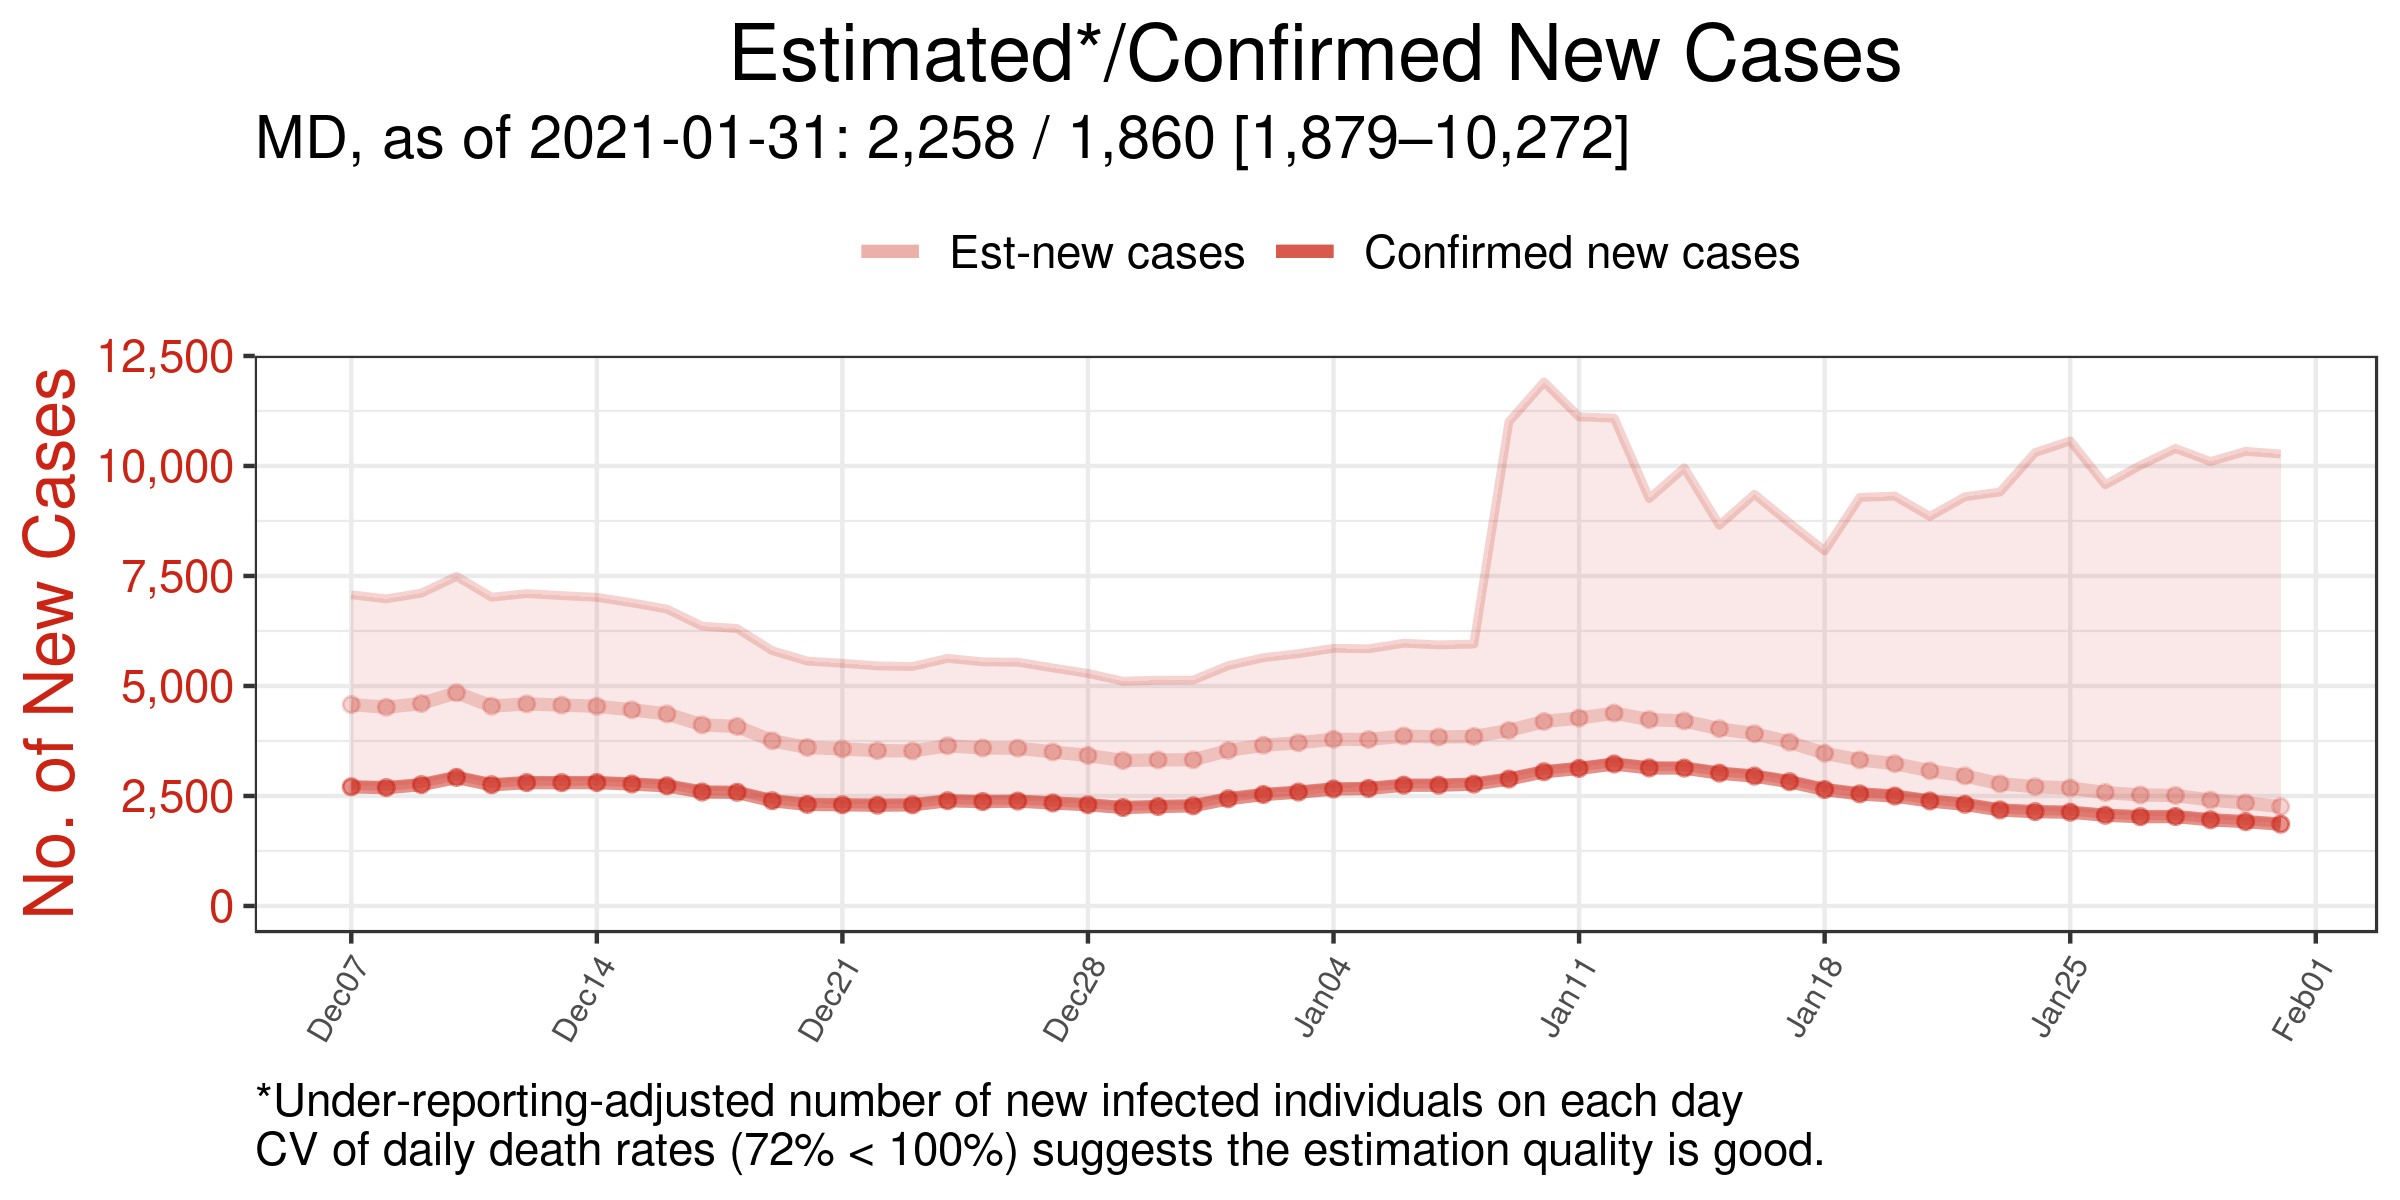 Estimated*/Confirmed New Cases
MD, as of 2021-01-31: 2,258 / 1,860 [1,879–10,272]
Est-new cases
Confirmed new cases
No. of New Cases
12,500
10,000
7,500
5,000
2,500
0
Dec07
Dec14
Dec21
Dec28
Jan04
Jan11
Jan18
Jan25
Feb01
*Under-reporting-adjusted number of new infected individuals on each day
CV of daily death rates (72% < 100%) suggests the estimation quality is good.